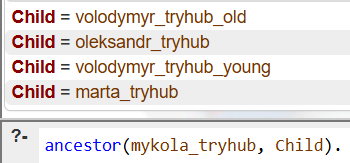 Child = volodymyr_tryhub_old
Child = oleksandr_tryhub
Child = volodymyr_tryhub_young
Child = marta_tryhub
?- ancestor(mykola_tryhub, Child).